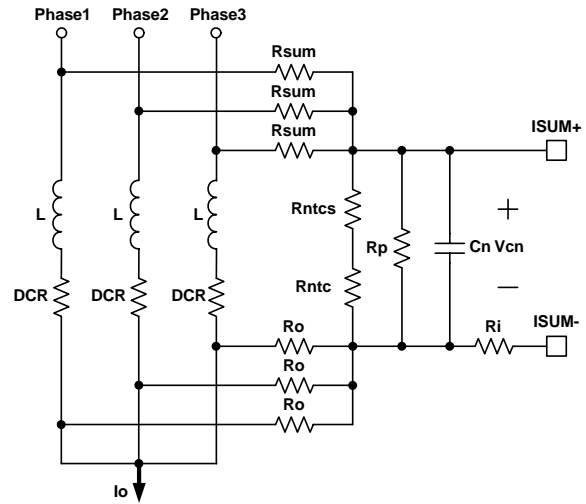 Phase1 Phase2 Phase3
Rsum
Rsum
Rsum
ISUM+
L
L
L
Rntcs
Rp
+
Cn Vcn
DCR
DCR
DCR
Rntc
–
Ro
Ri
ISUM-
Ro
Ro
Io